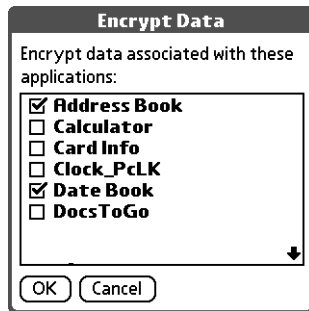 Encrypt Data
Encrypt data associated with these
applications:
Address Book
Calculator
Card Info
Clock_PcLK
Date Book
DocsToGo
OK Cancel